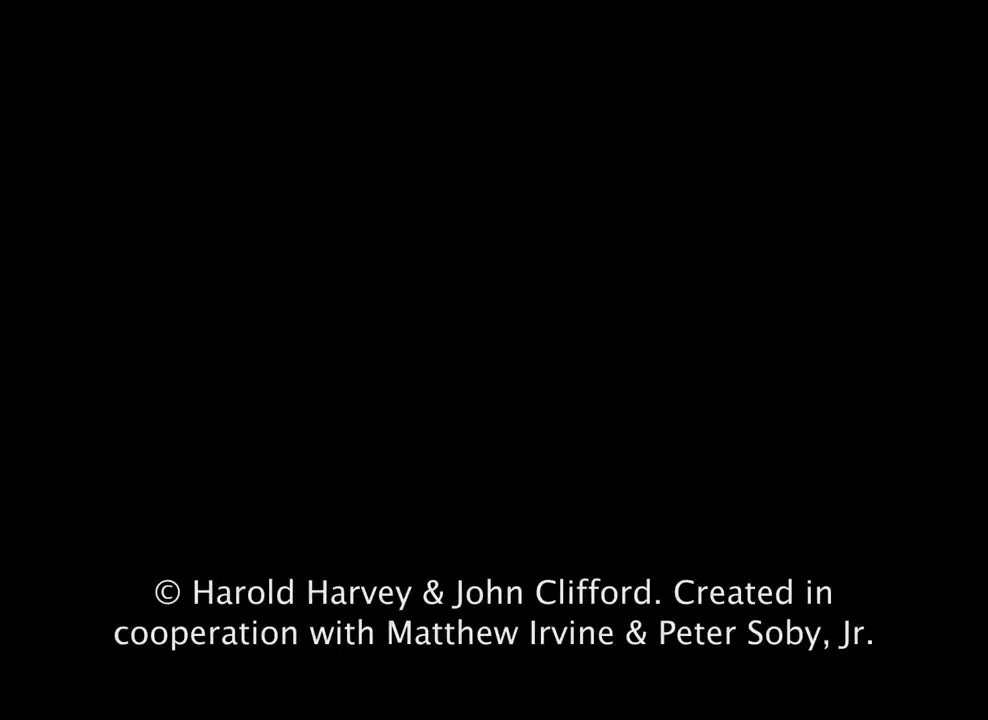 © Harold Harvey & John Clifford. Created in
cooperation with Matthew Irvine & Peter Soby, Jr.